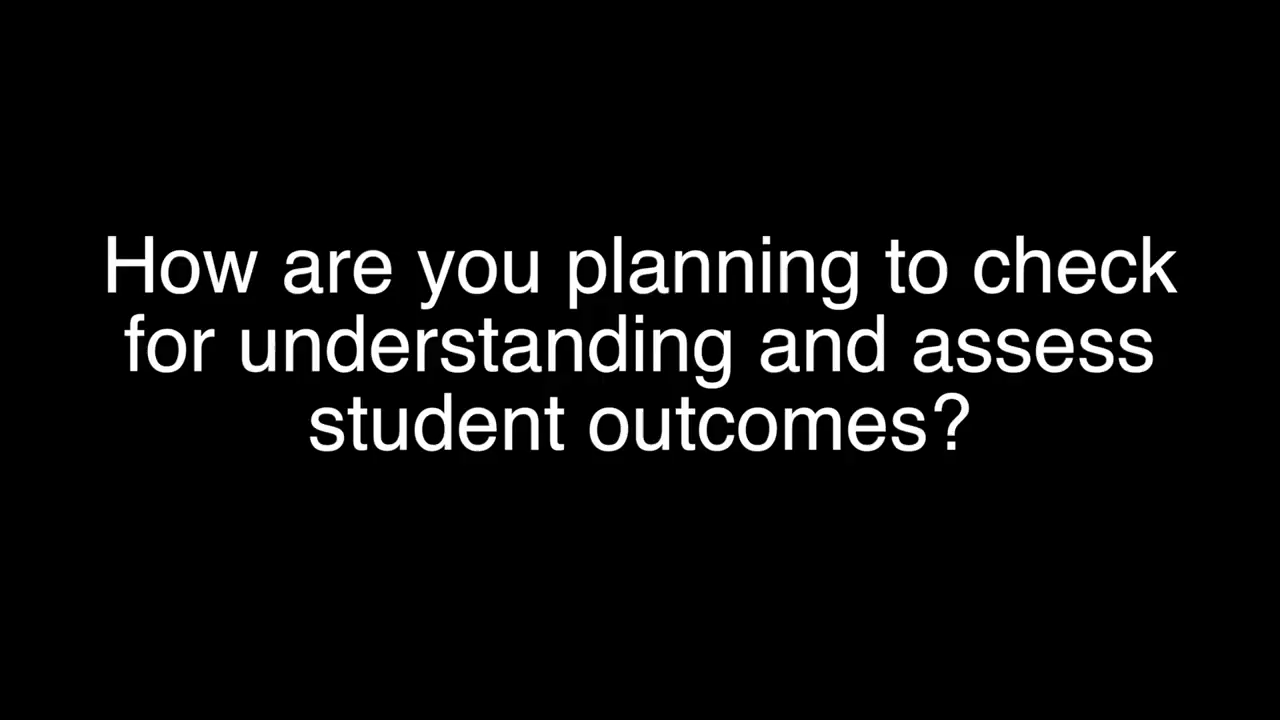 How are you planning to check
for understanding and assess
student outcomes?